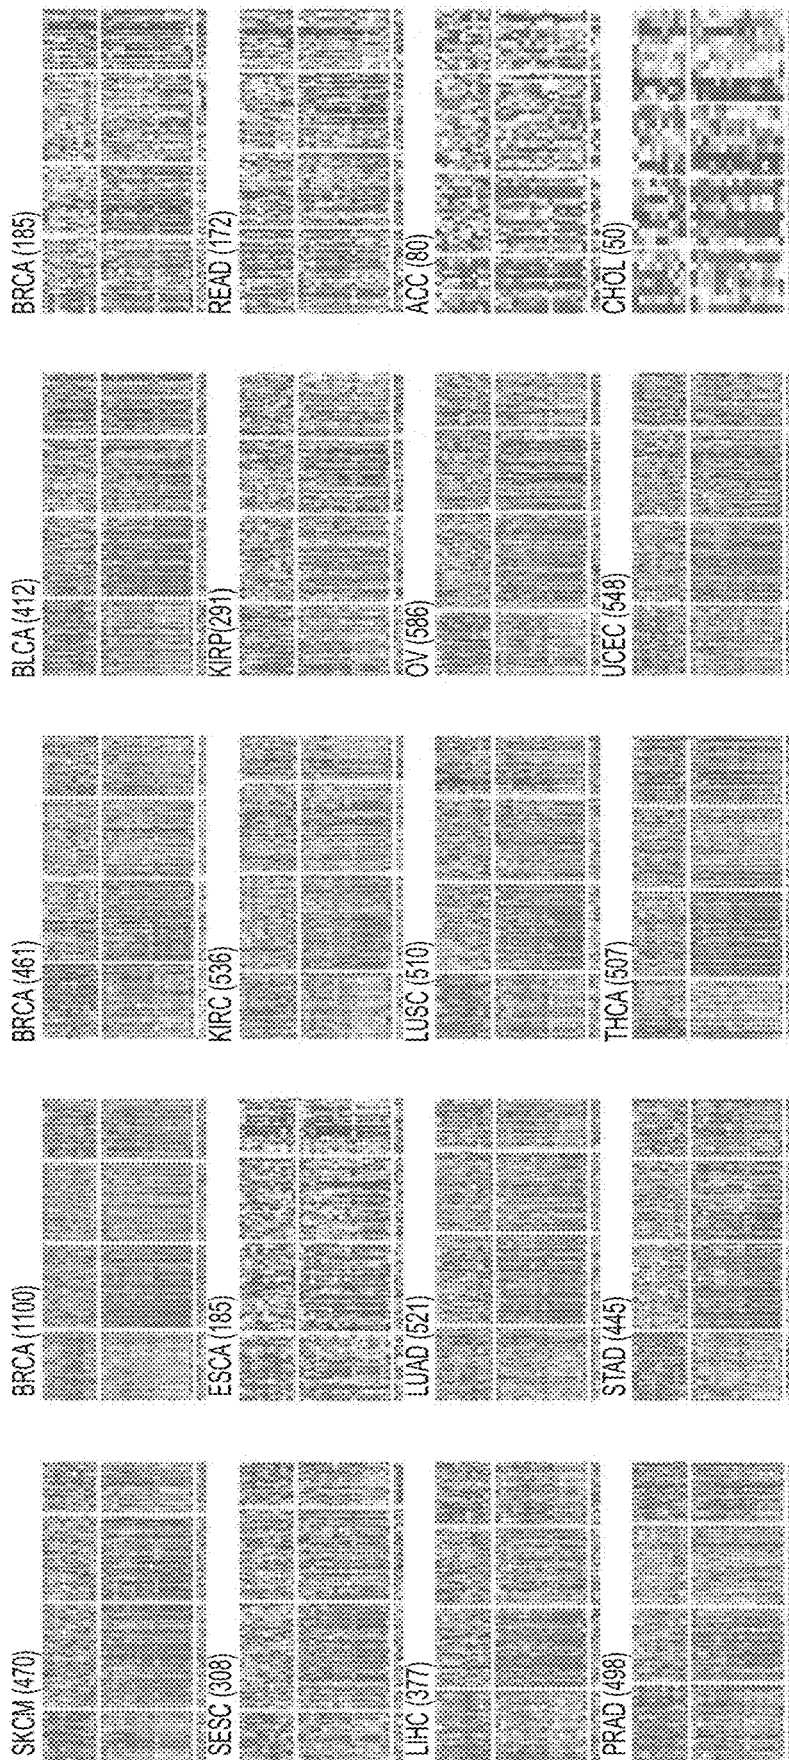 SKCM (470)
BRCA (1100)
BRCA (461)
BLCA (412)
BRCA (185)
SESC (308)
ESCA (185)
KIRC (536)
KIRP(291)
READ (172)
LIHC (377)
LUAD (521)
LUSC (510)
OV (586)
ACC (80)
PRAD (498)
STAD (445)
THCA (507)
UCEC (548)
CHOL (50)